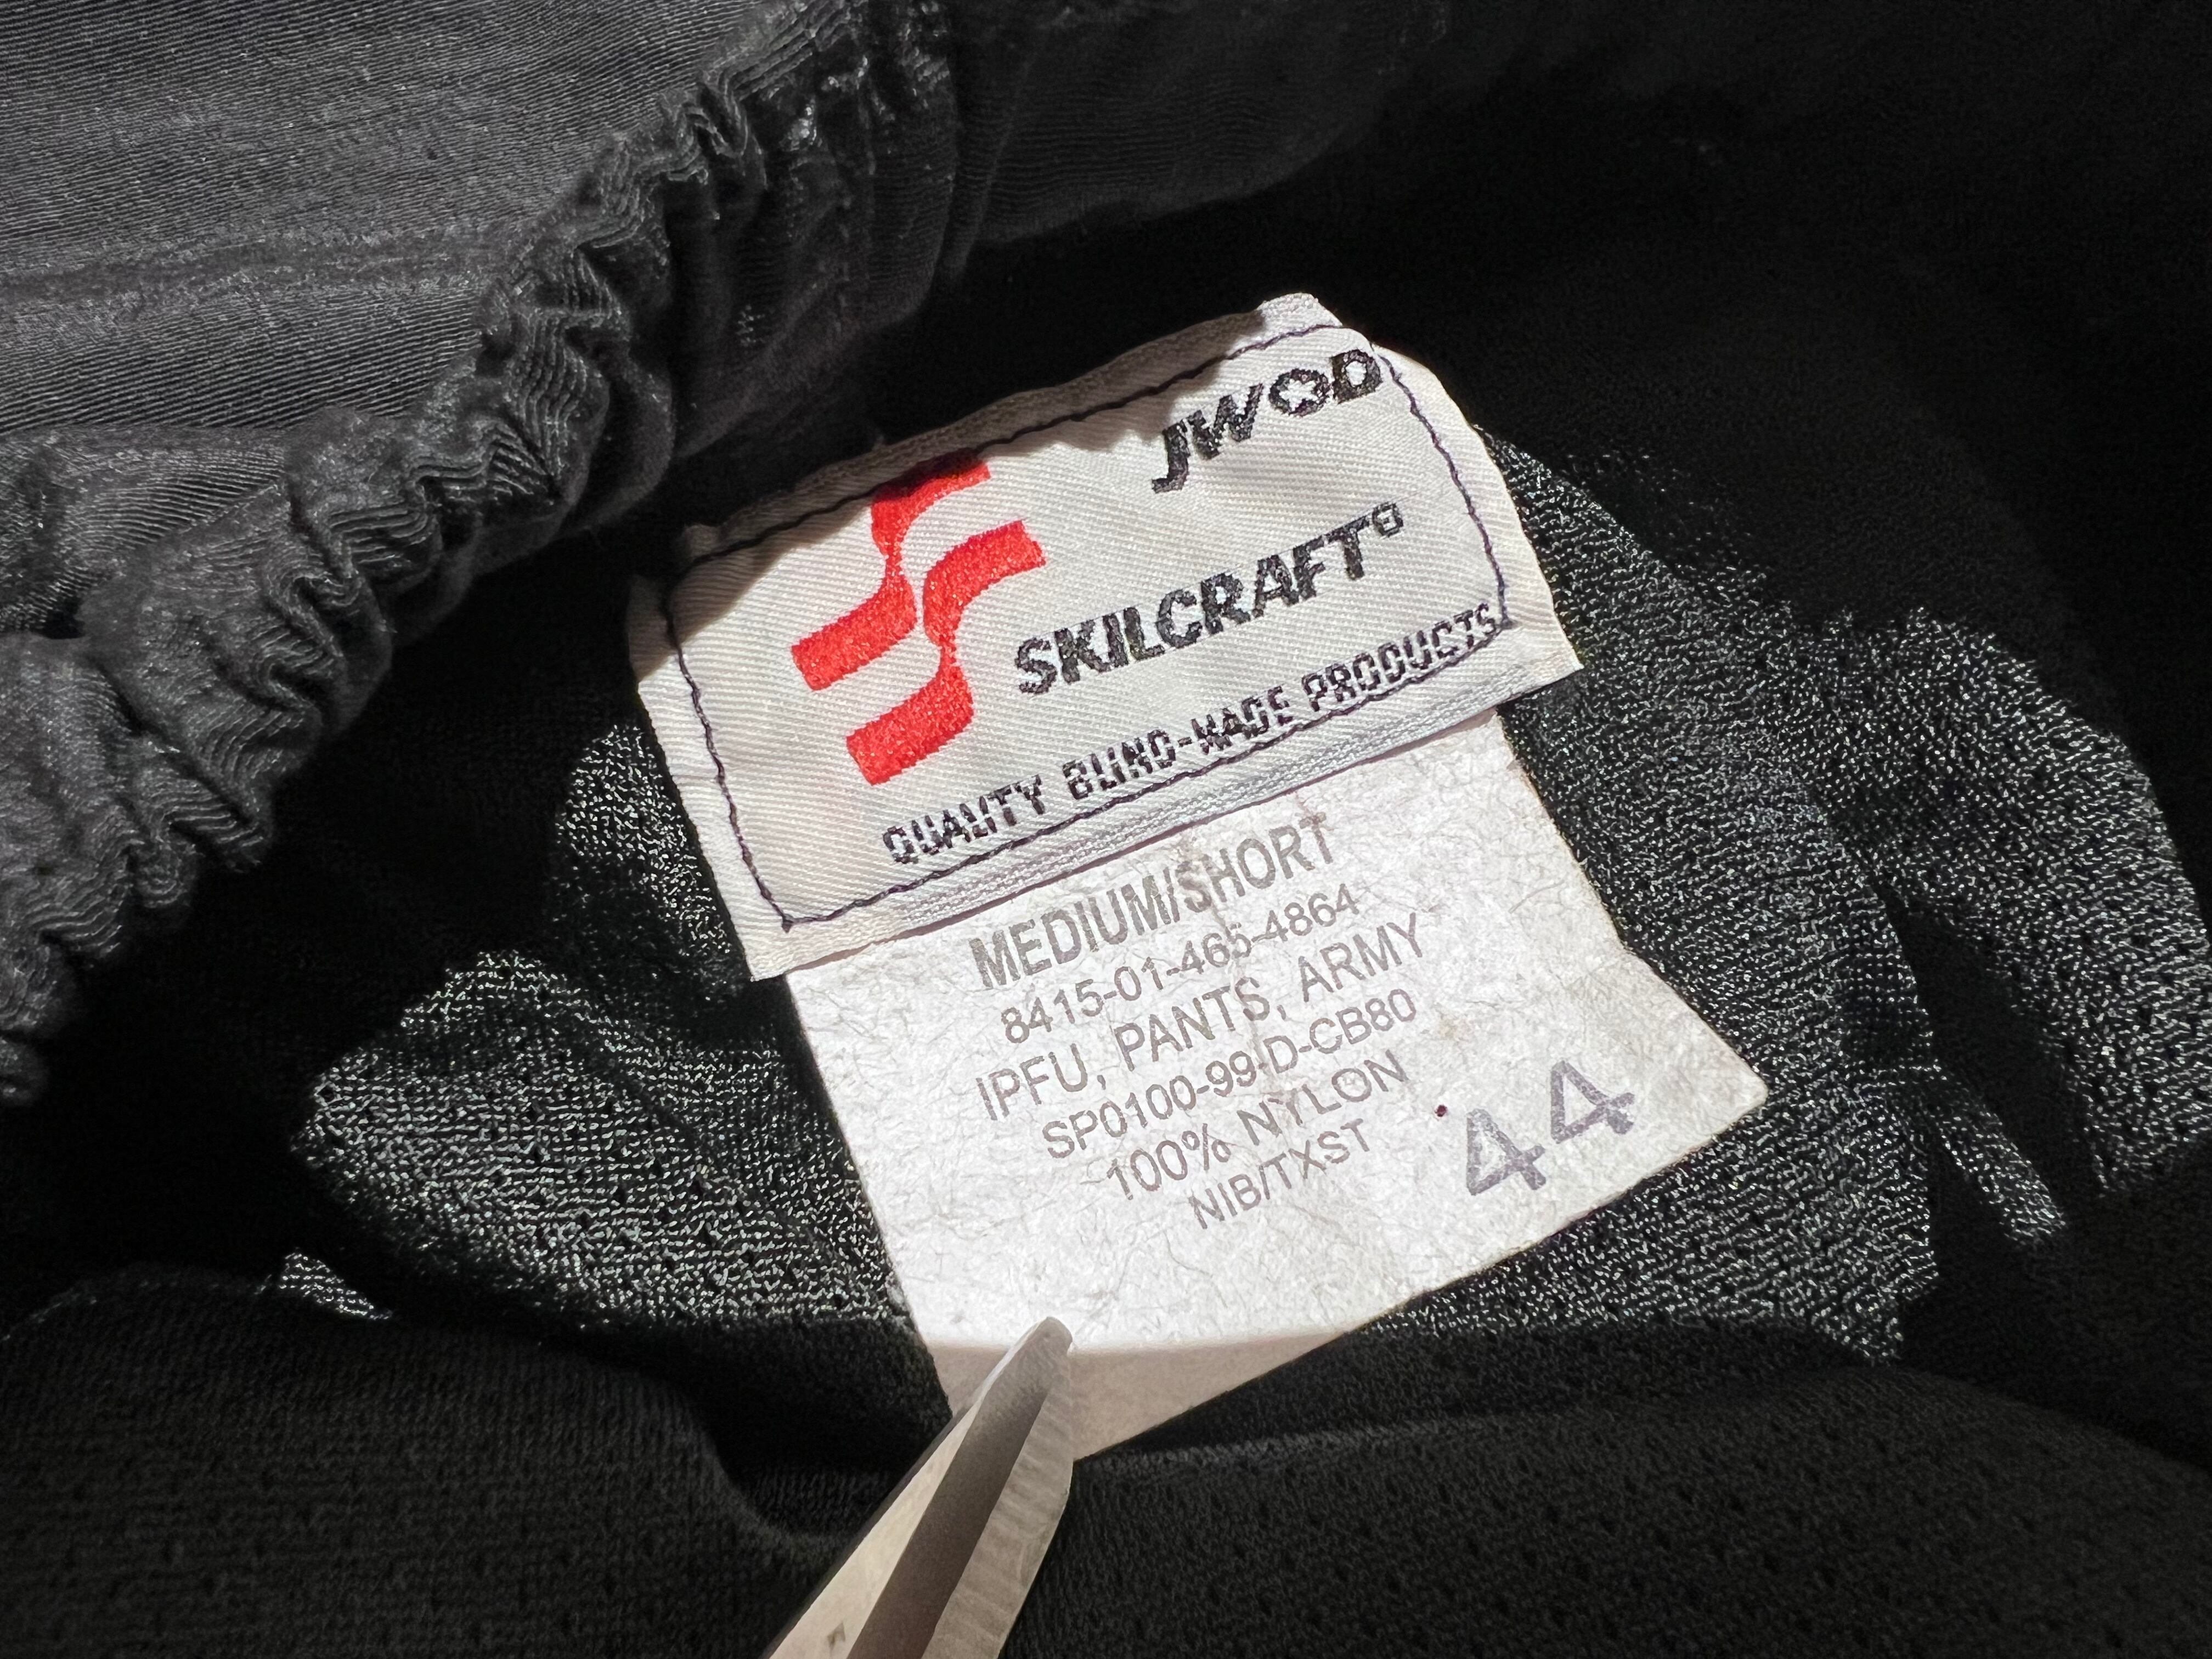 JWOD
SKILCRAFT®
QUALITY BLIND-MADE PRODUCTS
MEDIUM/SHORT
8415-01-465-4864
IPFU, PANTS, ARMY
SP0100-99-D-CB80
100% NYLON
NIB/TXST
44